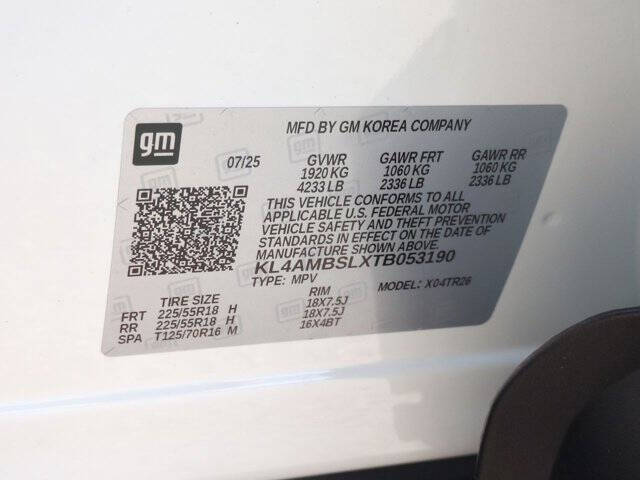 gm
MFD BY GM KOREA COMPANY
07/25 GVWR GAWR FRT GAWR RR
1920 KG 1060 KG 1060 KG
4233 LB 2336 LB 2336 LB
THIS VEHICLE CONFORMS TO ALL
APPLICABLE U.S. FEDERAL MOTOR
VEHICLE SAFETY AND THEFT PREVENTION
STANDARDS IN EFFECT ON THE DATE OF
MANUFACTURE SHOWN ABOVE.
KL4AMBSLXTB053190
TYPE: MPV MODEL: X04TR26
TIRE SIZE RIM
FRT 225/55R18 H 18X7.5J
RR 225/55R18 H 18X7.5J
SPA T125/70R16 M 16X4BT